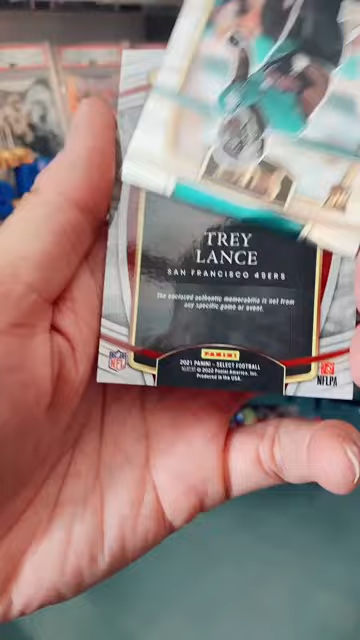 TREY
LANCE
SAN FRANCISCO 49ERS
The enclosed authentic memorabilia is not from
any specific game or event.
PANINI
2021 PANINI - SELECT FOOTBALL
© 2022 Panini America, Inc.
Produced in the USA.
NFL
NFLPA